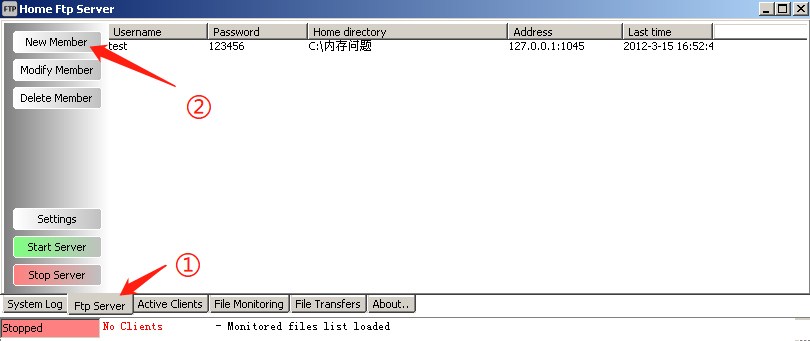 FTP Home Ftp Server
New Member
Modify Member
Delete Member
Username Password Home directory Address Last time
test 123456 C:\内存问题 127.0.0.1:1045 2012-3-15 16:52:4
②
Settings
Start Server
Stop Server
①
System Log Ftp Server Active Clients File Monitoring File Transfers About..
Stopped No Clients - Monitored files list loaded